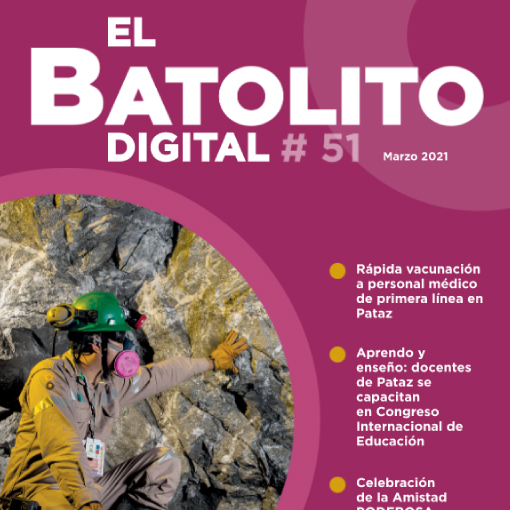 EL
BATOLITO
DIGITAL # 51
Marzo 2021
Rápida vacunación
a personal médico
de primera línea en
Pataz
Aprendo y
enseño: docentes
de Pataz se
capacitan
en Congreso
Internacional de
Educación
Celebración
de la Amistad
PODEROSA